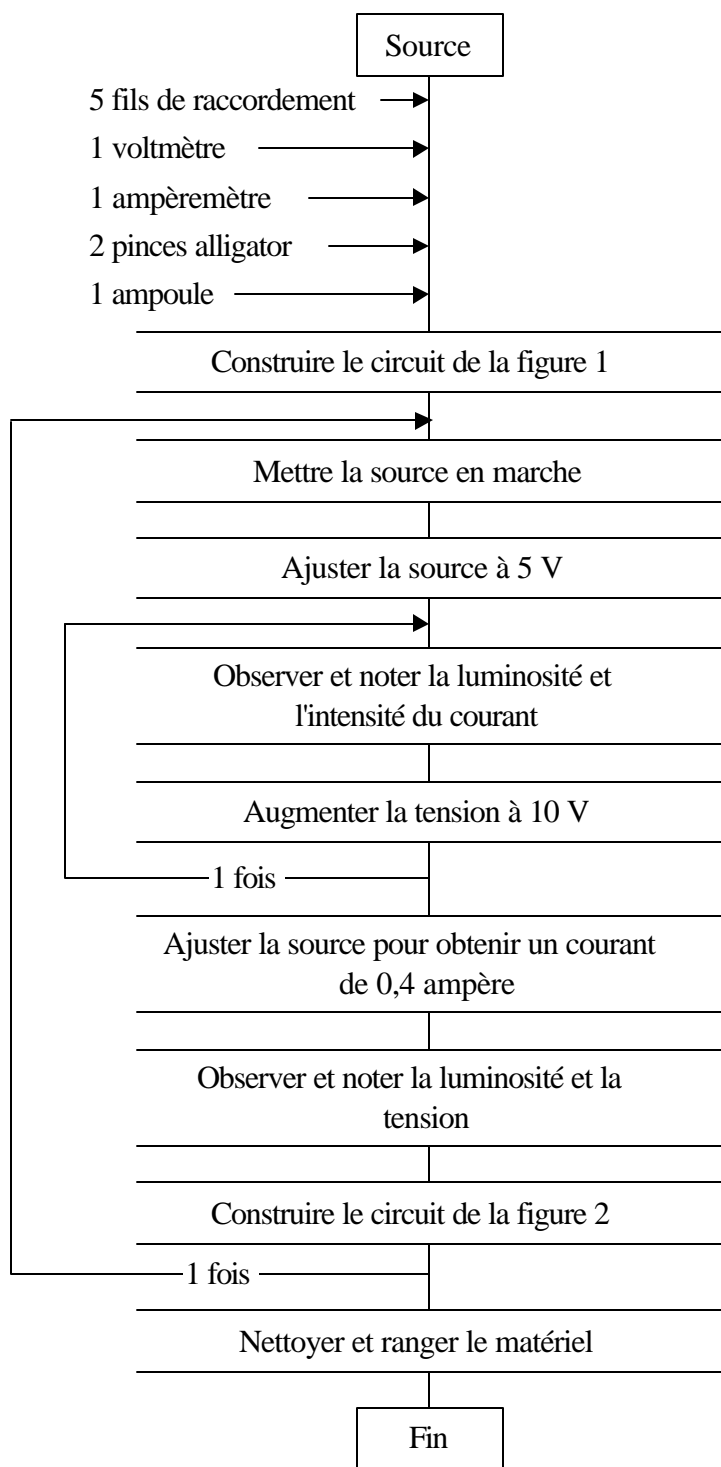 Source
5 fils de raccordement
1 voltmètre
1 ampèremètre
2 pinces alligator
1 ampoule
Construire le circuit de la figure 1
Mettre la source en marche
Ajuster la source à 5 V
Observer et noter la luminosité et
l'intensité du courant
Augmenter la tension à 10 V
1 fois
Ajuster la source pour obtenir un courant
de 0,4 ampère
Observer et noter la luminosité et la
tension
Construire le circuit de la figure 2
1 fois
Nettoyer et ranger le matériel
Fin